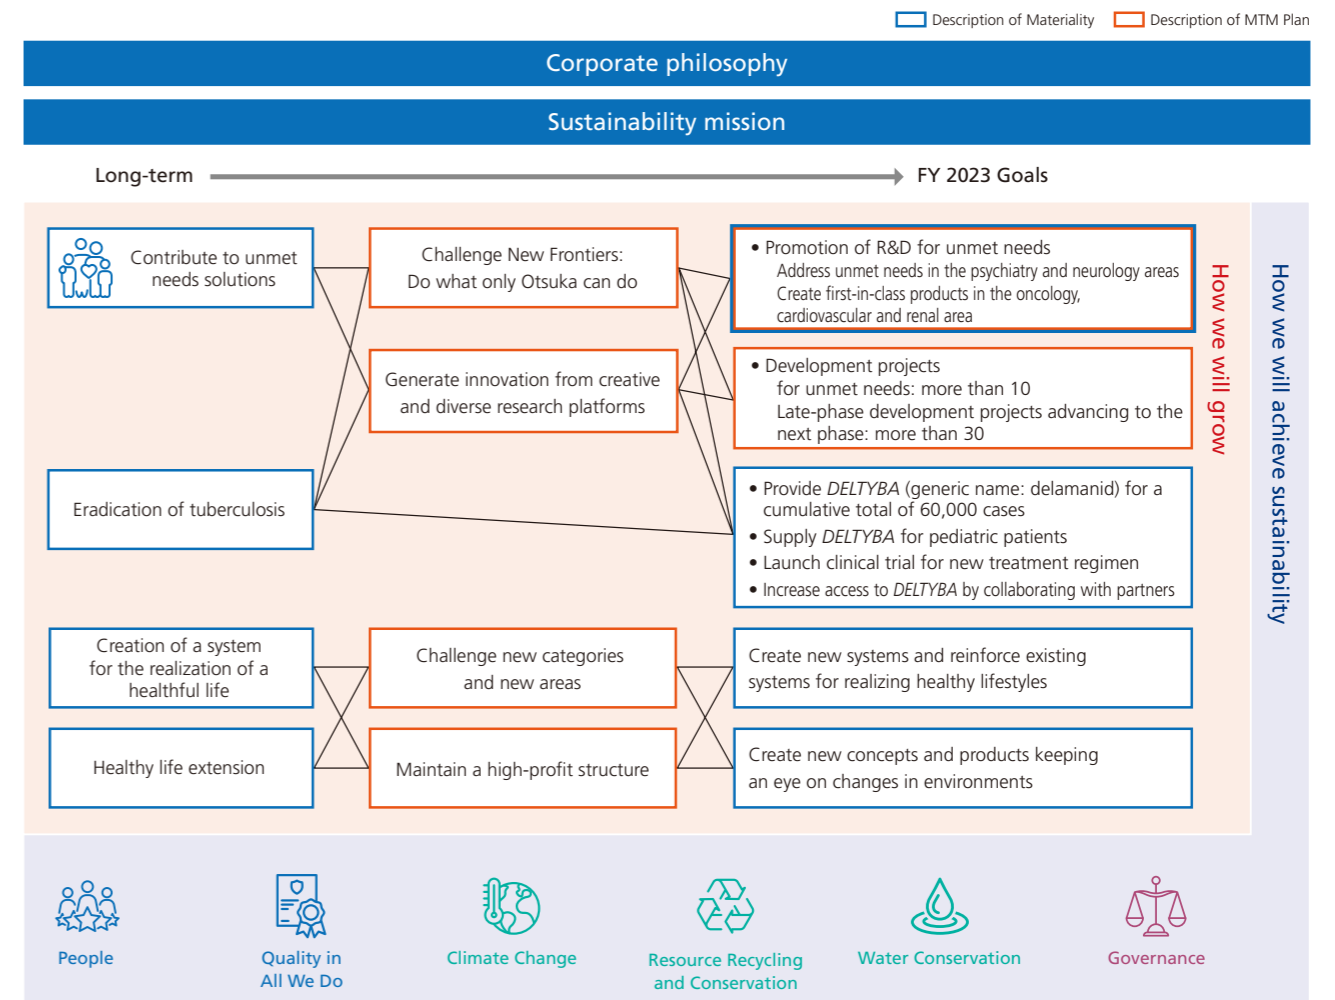 Description of Materiality
Description of MTM Plan
Corporate philosophy
Sustainability mission
Long-term
FY 2023 Goals
Contribute to unmet
needs solutions
Eradication of tuberculosis
Challenge New Frontiers:
Do what only Otsuka can do
Generate innovation from creative
and diverse research platforms
• Promotion of R&D for unmet needs
Address unmet needs in the psychiatry and neurology areas
Create first-in-class products in the oncology,
cardiovascular and renal area
• Development projects
for unmet needs: more than 10
Late-phase development projects advancing to the
next phase: more than 30
• Provide DELTYBA (generic name: delamanid) for a
cumulative total of 60,000 cases
• Supply DELTYBA for pediatric patients
• Launch clinical trial for new treatment regimen
• Increase access to DELTYBA by collaborating with partners
Creation of a system
for the realization of a
healthful life
Healthy life extension
Challenge new categories
and new areas
Maintain a high-profit structure
Create new systems and reinforce existing
systems for realizing healthy lifestyles
Create new concepts and products keeping
an eye on changes in environments
How we will grow
How we will achieve sustainability
People
Quality in
All We Do
Climate Change
Resource Recycling
and Conservation
Water Conservation
Governance